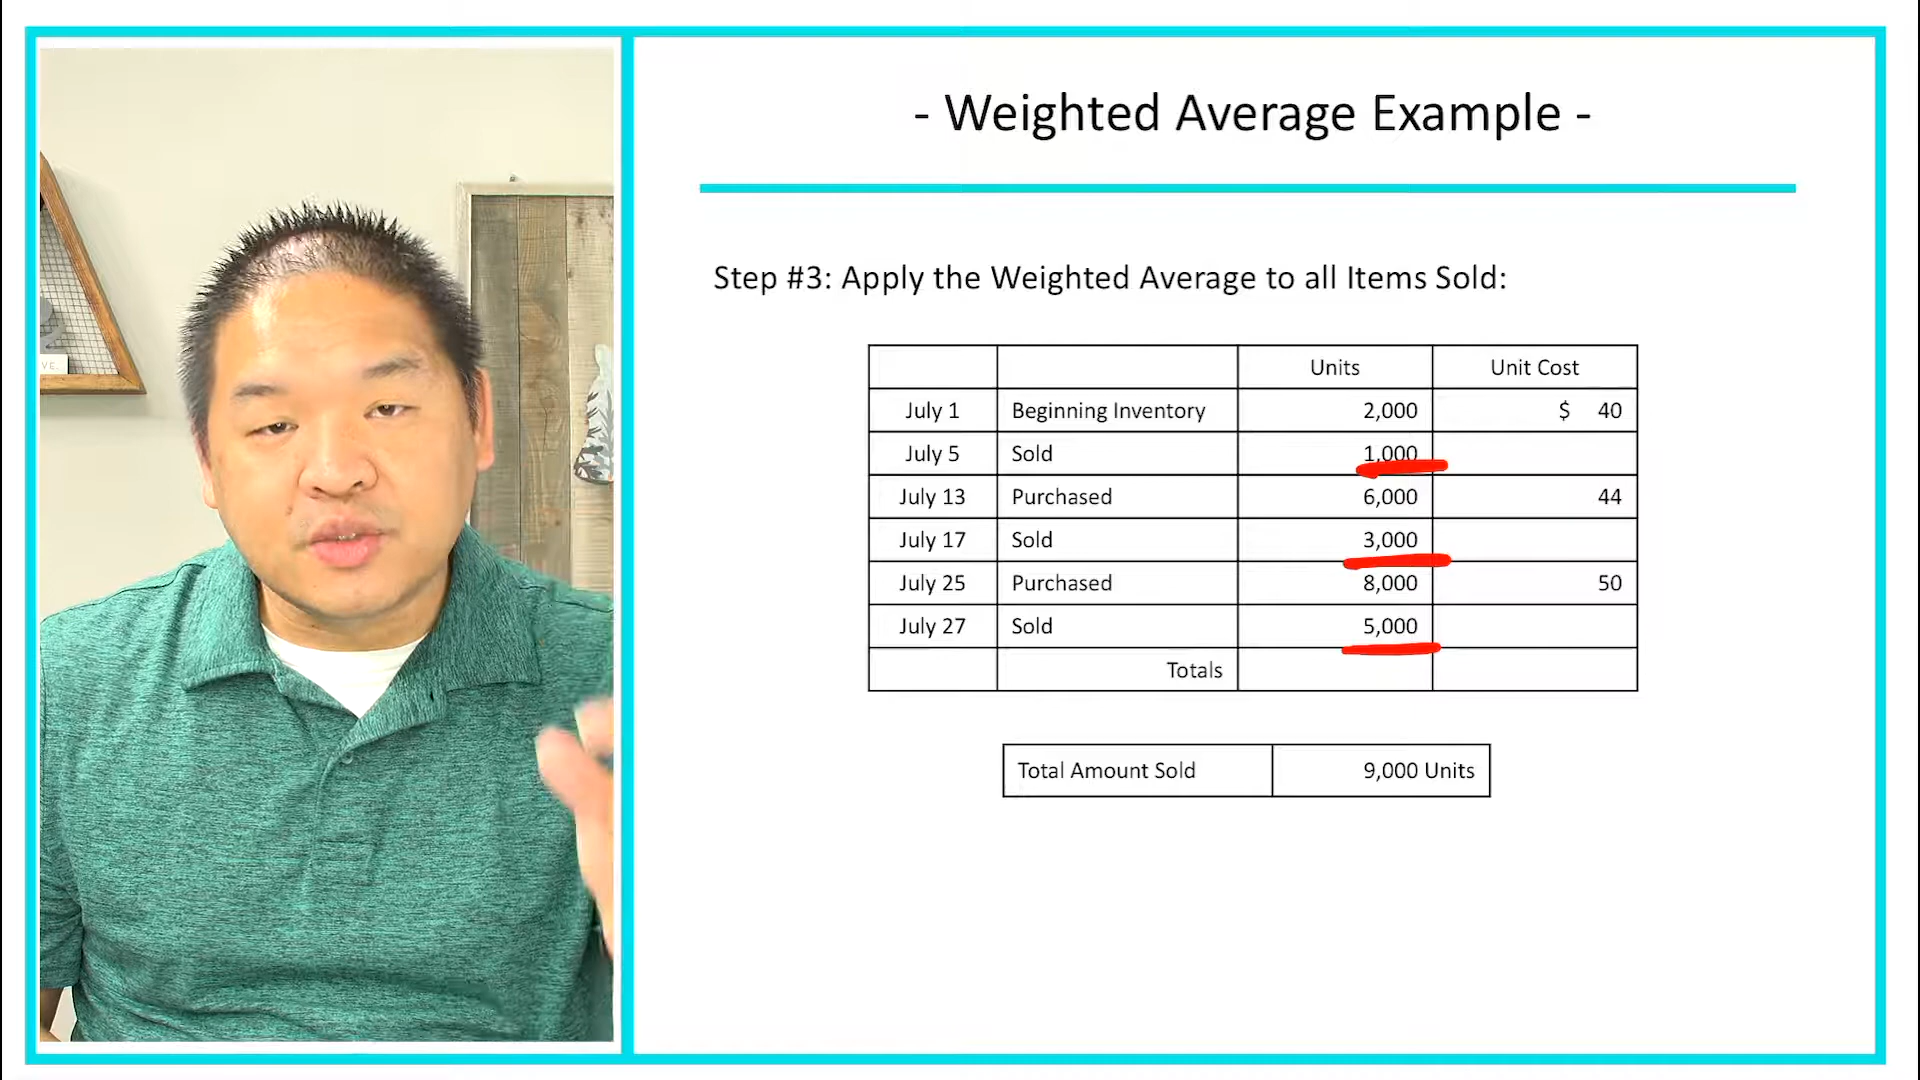 - Weighted Average Example -
Step #3: Apply the Weighted Average to all Items Sold:
Units Unit Cost
July 1 Beginning Inventory 2,000 $ 40
July 5 Sold 1,000
July 13 Purchased 6,000 44
July 17 Sold 3,000
July 25 Purchased 8,000 50
July 27 Sold 5,000
Totals
Total Amount Sold 9,000 Units
VE.